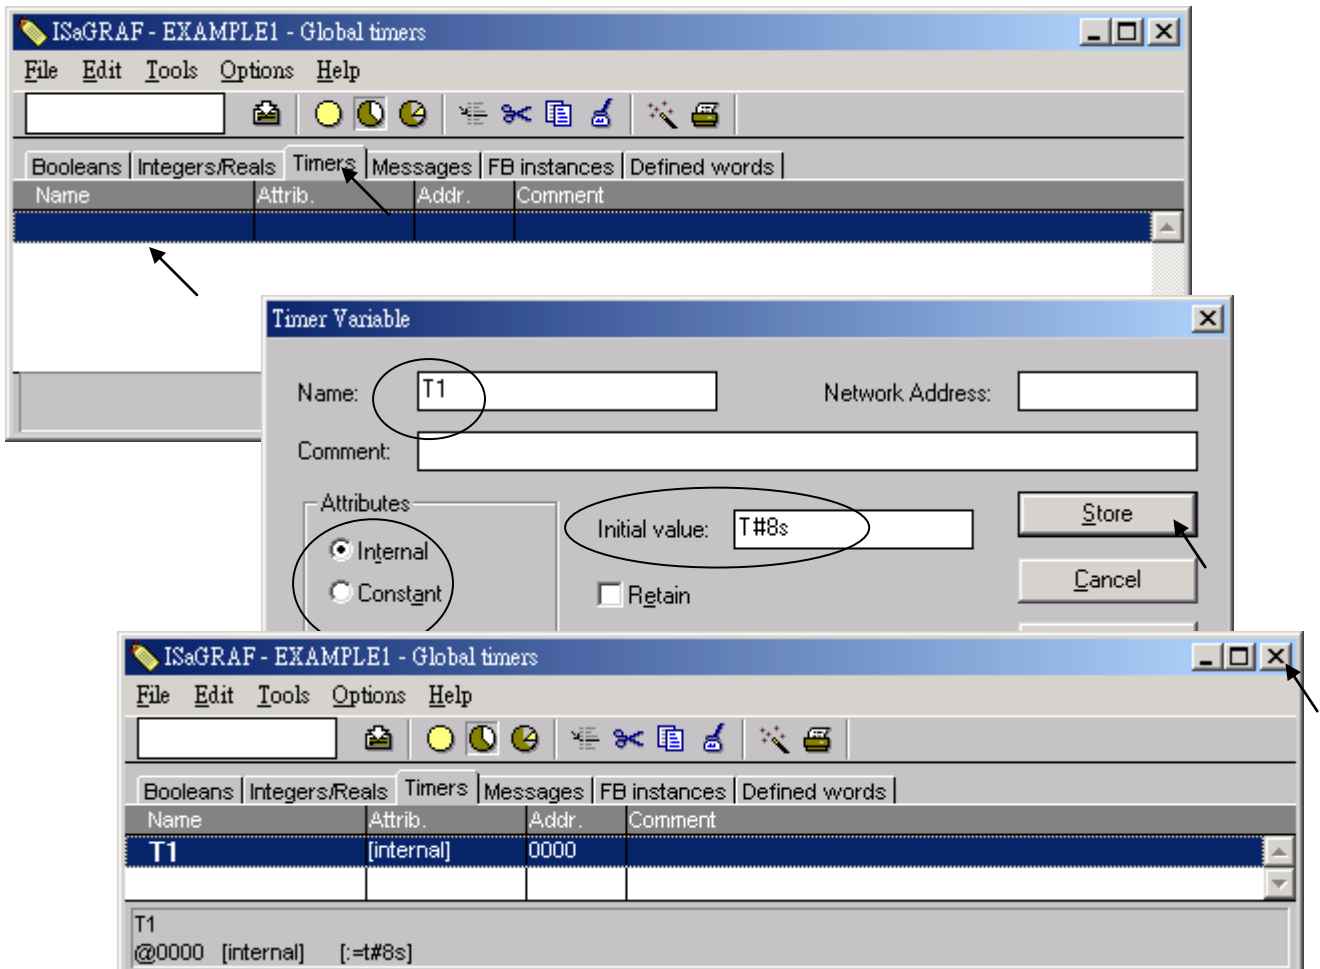 ISaGRAF - EXAMPLE1 - Global timers
File Edit Tools Options Help
Booleans Integers/Reals Timers Messages FB instances Defined words
Name Attrib. Addr. Comment
Timer Variable
Name: T1 Network Address:
Comment:
Attributes
Initial value: T#8s Store
Internal
Constant Retain Cancel
ISaGRAF - EXAMPLE1 - Global timers
File Edit Tools Options Help
Booleans Integers/Reals Timers Messages FB instances Defined words
Name Attrib. Addr. Comment
T1 [internal] 0000
T1
@0000 [internal] [:=t#8s]